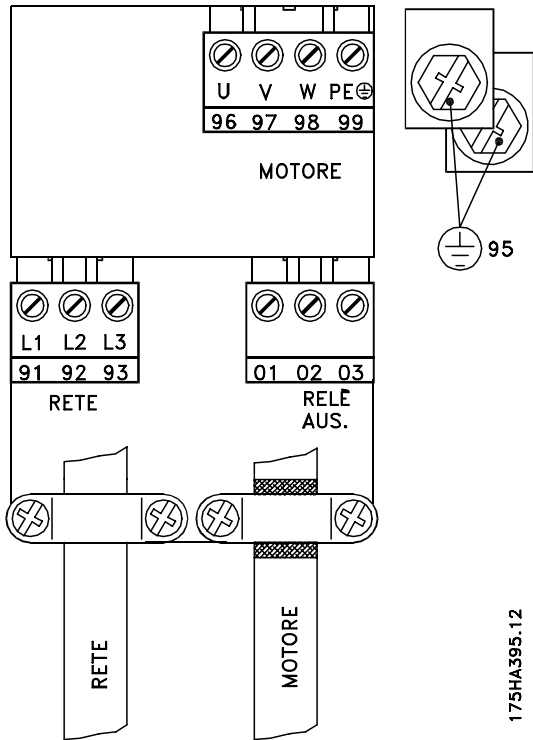 U V W PE
96 97 98 99
MOTORE
95
L1 L2 L3
91 92 93
RETE
01 02 03
RELÈ
AUS.
RETE
MOTORE
175HA395.12